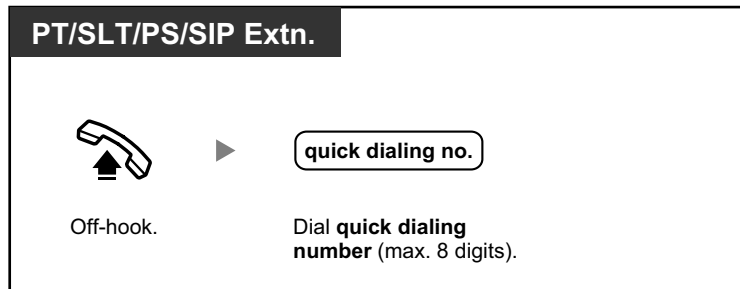 PT/SLT/PS/SIP Extn.
quick dialing no.
Off-hook.
Dial quick dialing
number (max. 8 digits).